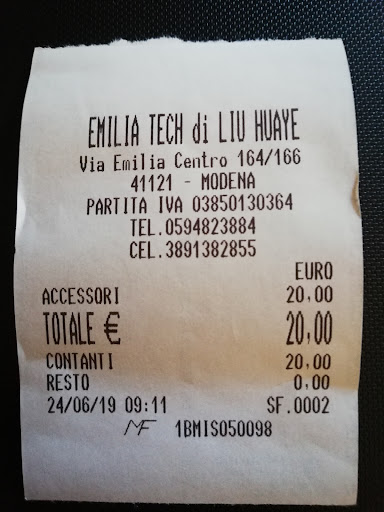 EMILIA TECH di LIU HUAYE
Via Emilia Centro 164/166
41121 - MODENA
PARTITA IVA 03850130364
TEL.0594823884
CEL.3891382855
EURO
ACCESSORI 20,00
TOTALE € 20,00
CONTANTI 20,00
RESTO 0,00
24/06/19 09:11 SF.0002
MF 1BMIS050098